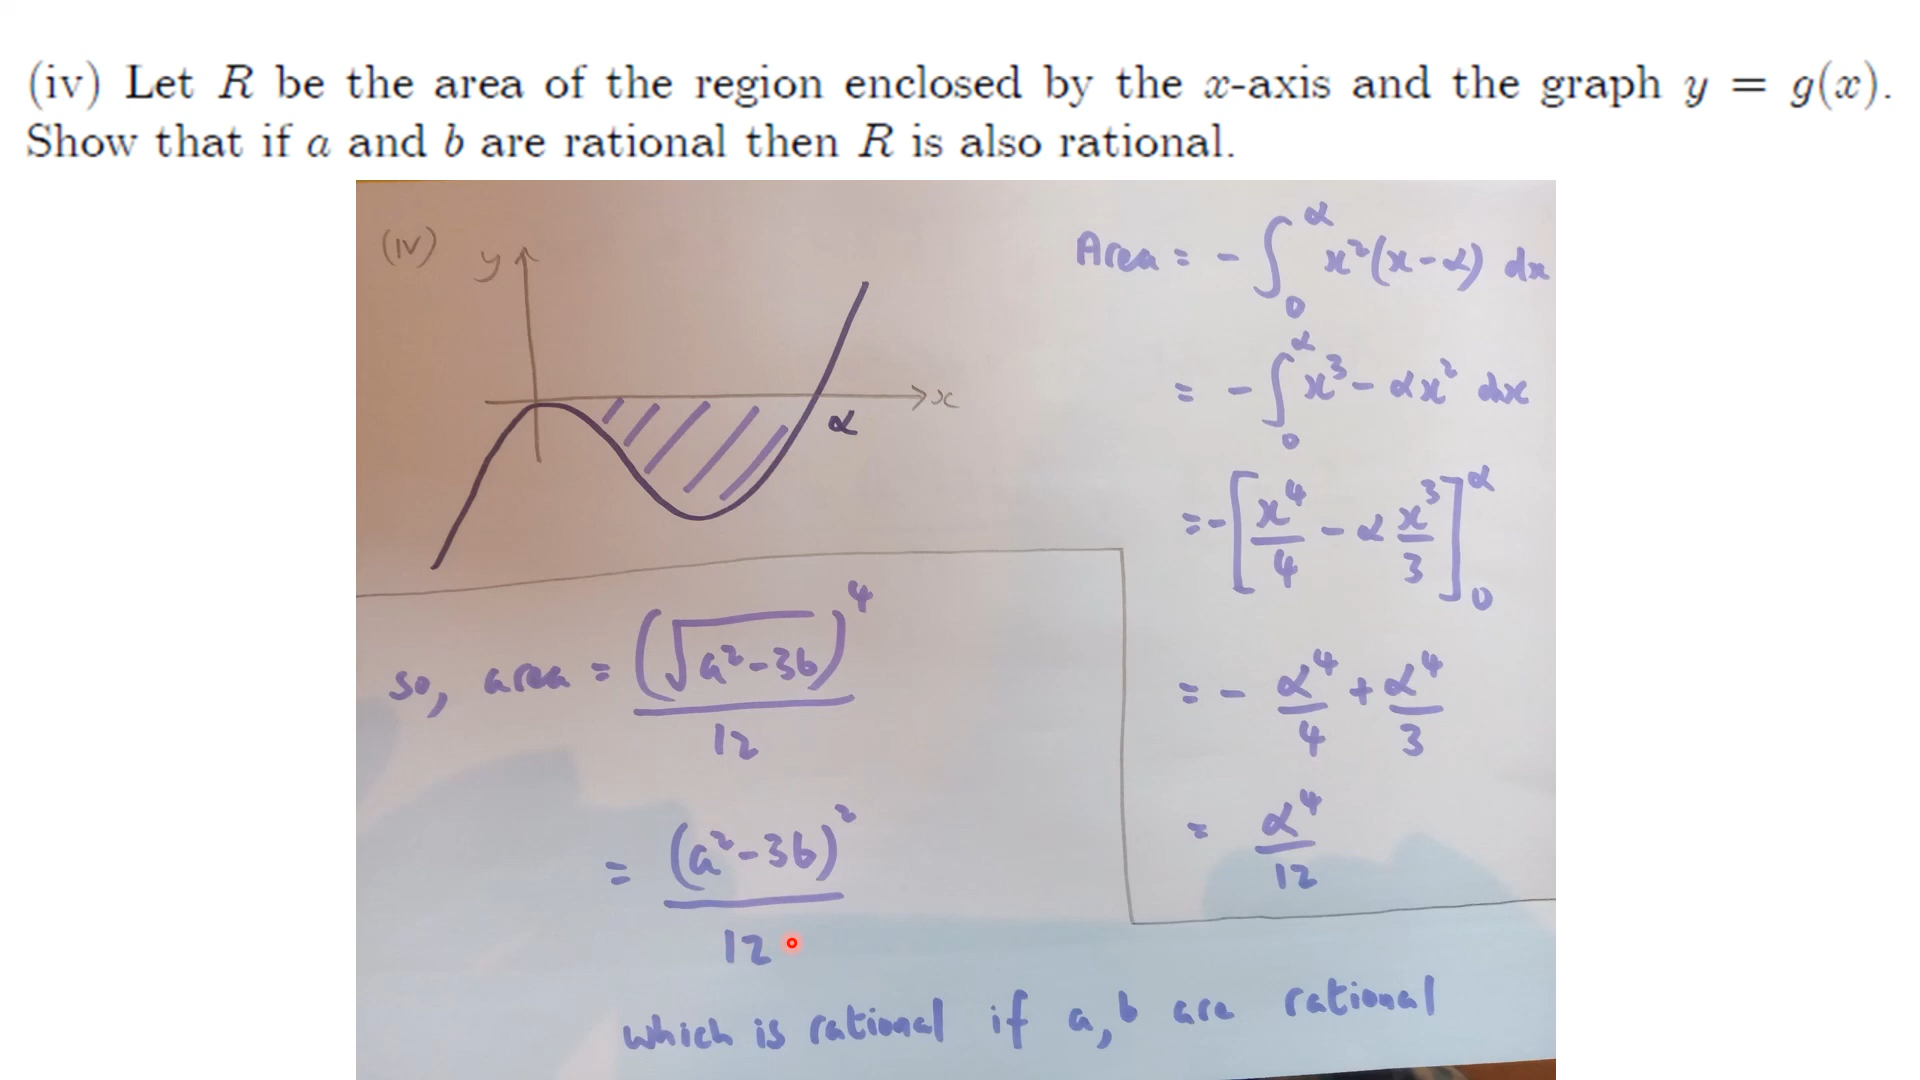 (iv) Let R be the area of the region enclosed by the x-axis and the graph y = g(x).
Show that if a and b are rational then R is also rational.
(iv)
y
x
α
Area = - ∫₀^α x²(x-α) dx
= - ∫₀^α x³ - αx² dx
= - [x⁴/4 - α x³/3]₀^α
= - α⁴/4 + α⁴/3
= α⁴/12
so, area = (√(a²-3b))⁴/12
= (a²-3b)²/12
which is rational if a,b are rational